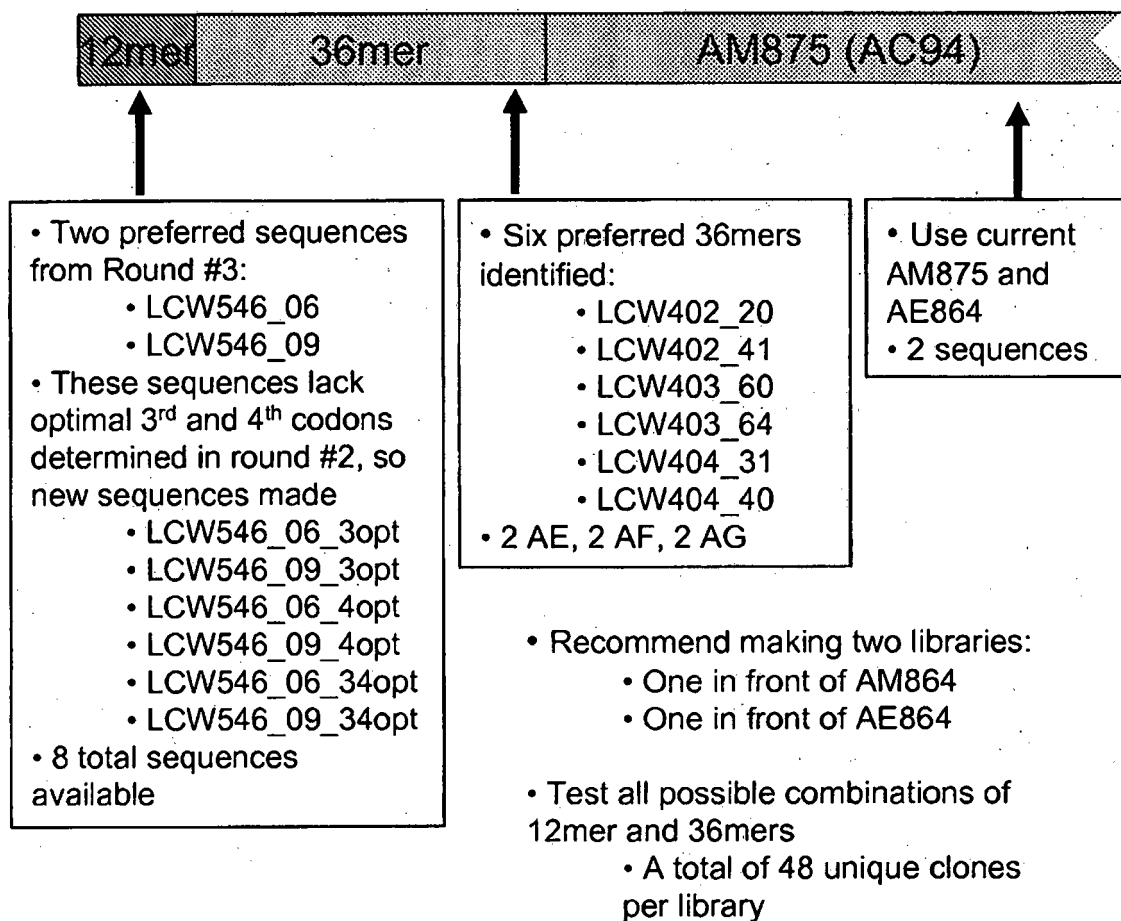 12mer 36mer AM875 (AC94)
• Two preferred sequences
from Round #3:
• LCW546_06
• LCW546_09
• These sequences lack
optimal 3rd and 4th codons
determined in round #2, so
new sequences made
• LCW546_06_3opt
• LCW546_09_3opt
• LCW546_06_4opt
• LCW546_09_4opt
• LCW546_06_34opt
• LCW546_09_34opt
• 8 total sequences
available
• Six preferred 36mers
identified:
• LCW402_20
• LCW402_41
• LCW403_60
• LCW403_64
• LCW404_31
• LCW404_40
• 2 AE, 2 AF, 2 AG
• Use current
AM875 and
AE864
• 2 sequences
• Recommend making two libraries:
• One in front of AM864
• One in front of AE864
• Test all possible combinations of
12mer and 36mers
• A total of 48 unique clones
per library